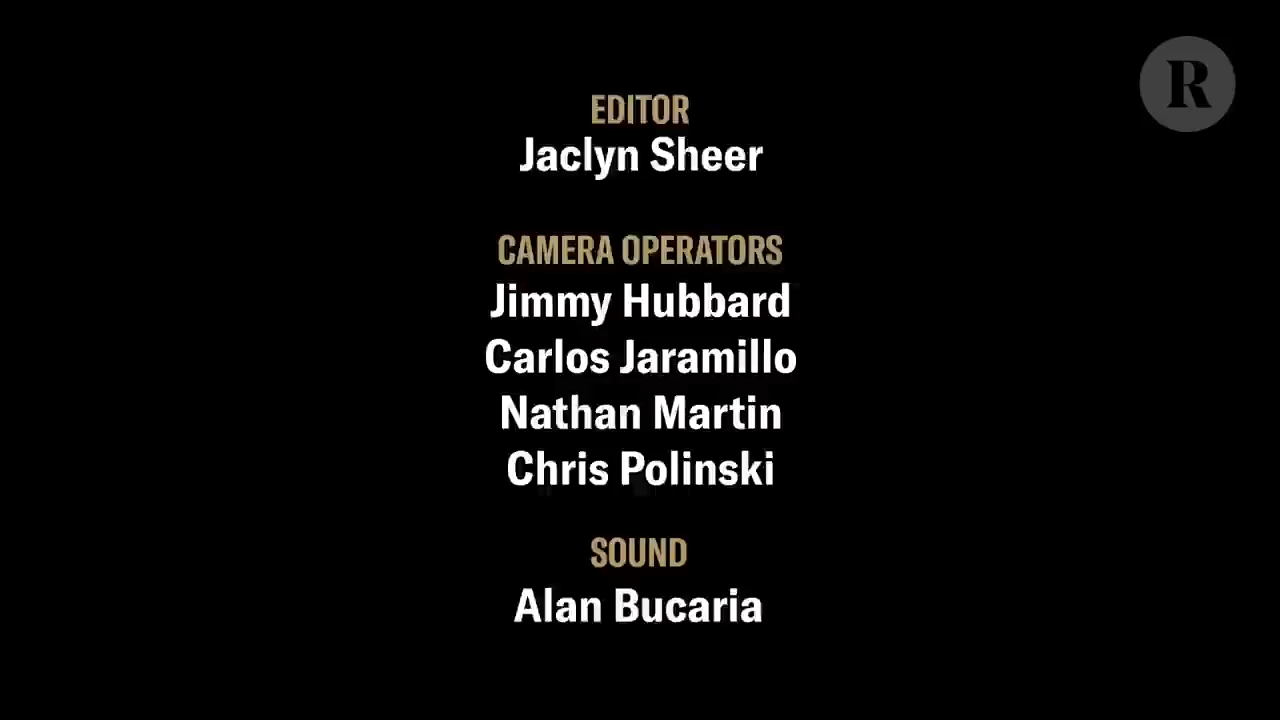 R
EDITOR
Jaclyn Sheer
CAMERA OPERATORS
Jimmy Hubbard
Carlos Jaramillo
Nathan Martin
Chris Polinski
SOUND
Alan Bucaria